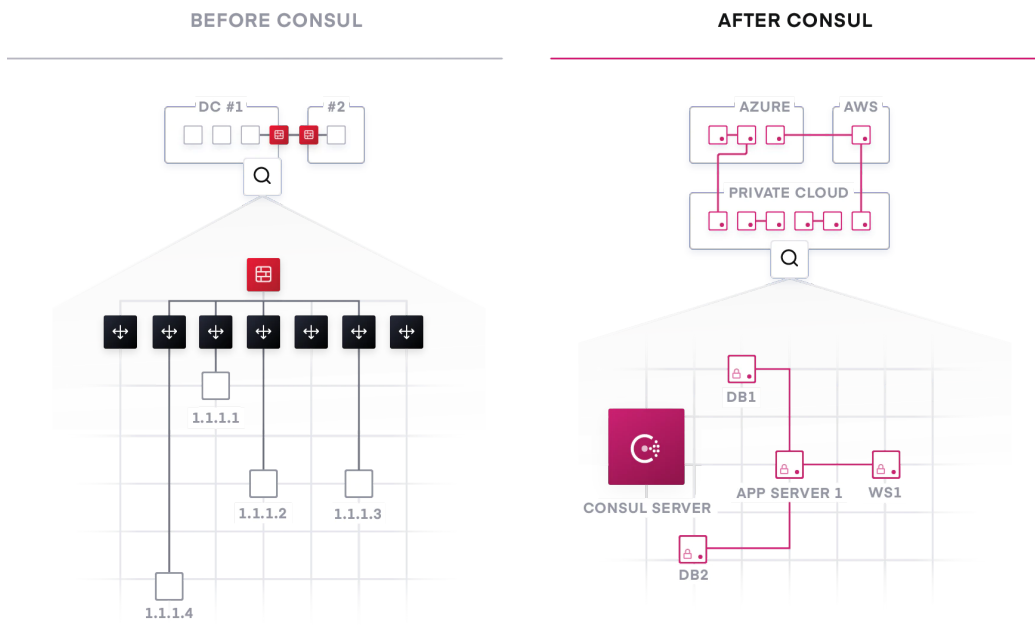 BEFORE CONSUL
DC #1
#2
1.1.1.1
1.1.1.2
1.1.1.3
1.1.1.4
AFTER CONSUL
AZURE
AWS
PRIVATE CLOUD
DB1
APP SERVER 1
WS1
CONSUL SERVER
DB2